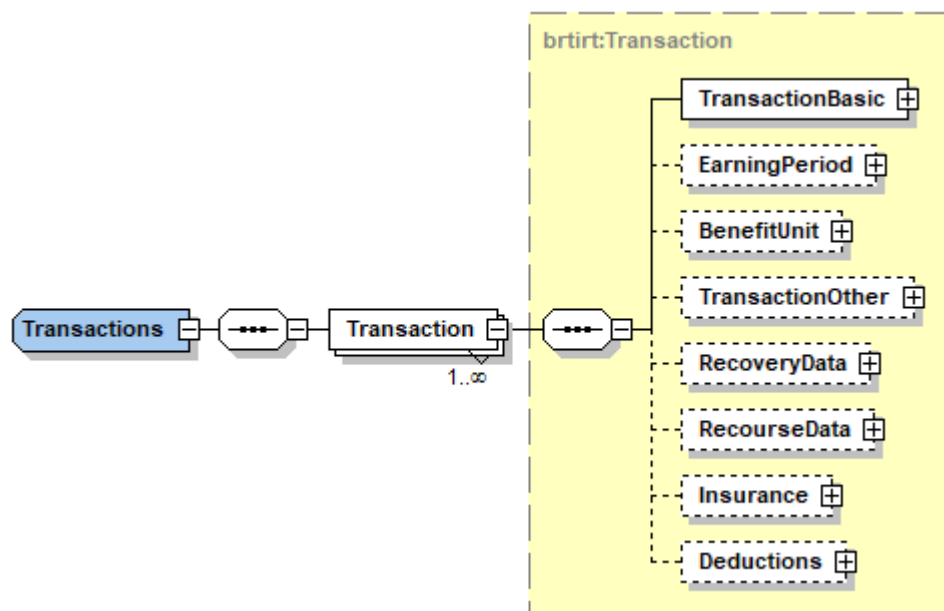 brtirt:Transaction
TransactionBasic
EarningPeriod
BenefitUnit
TransactionOther
Transactions
Transaction
1..∞
RecoveryData
RecourseData
Insurance
Deductions